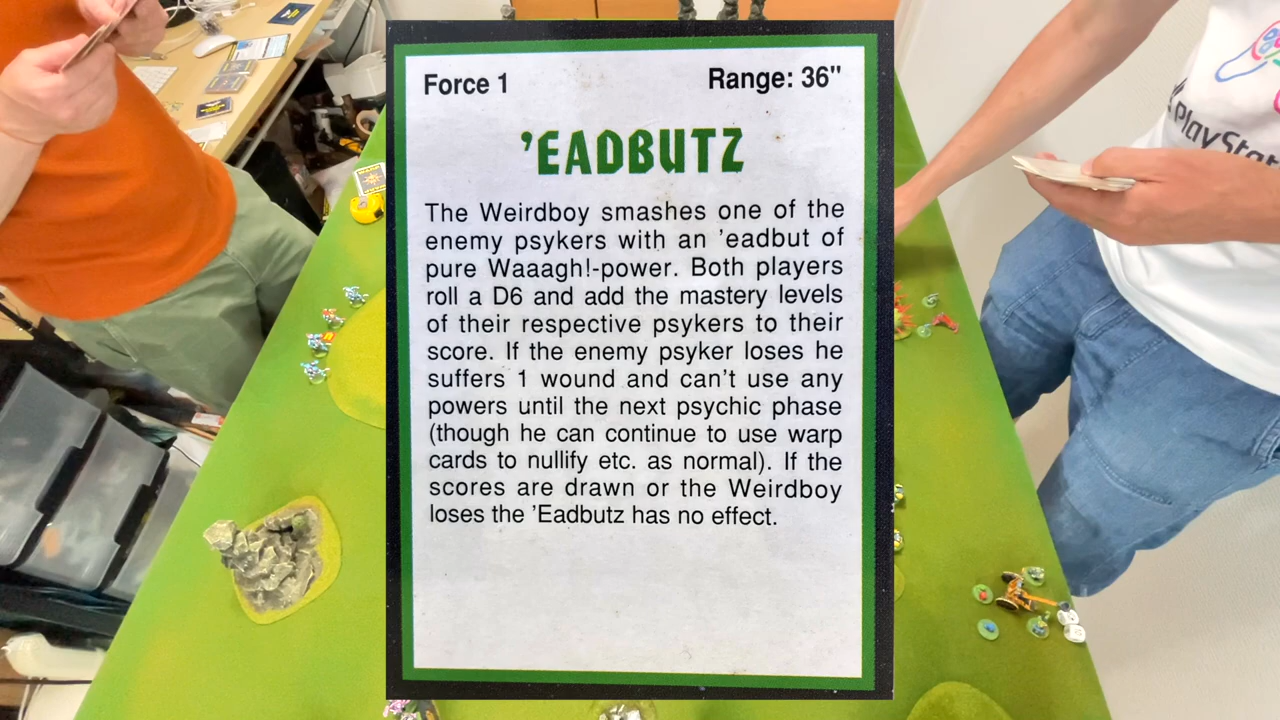 Force 1 Range: 36"
'EADBUTZ
The Weirdboy smashes one of the
enemy psykers with an 'eadbut of
pure Waaagh!-power. Both players
roll a D6 and add the mastery levels
of their respective psykers to their
score. If the enemy psyker loses he
suffers 1 wound and can't use any
powers until the next psychic phase
(though he can continue to use warp
cards to nullify etc. as normal). If the
scores are drawn or the Weirdboy
loses the 'Eadbutz has no effect.
PlayStat